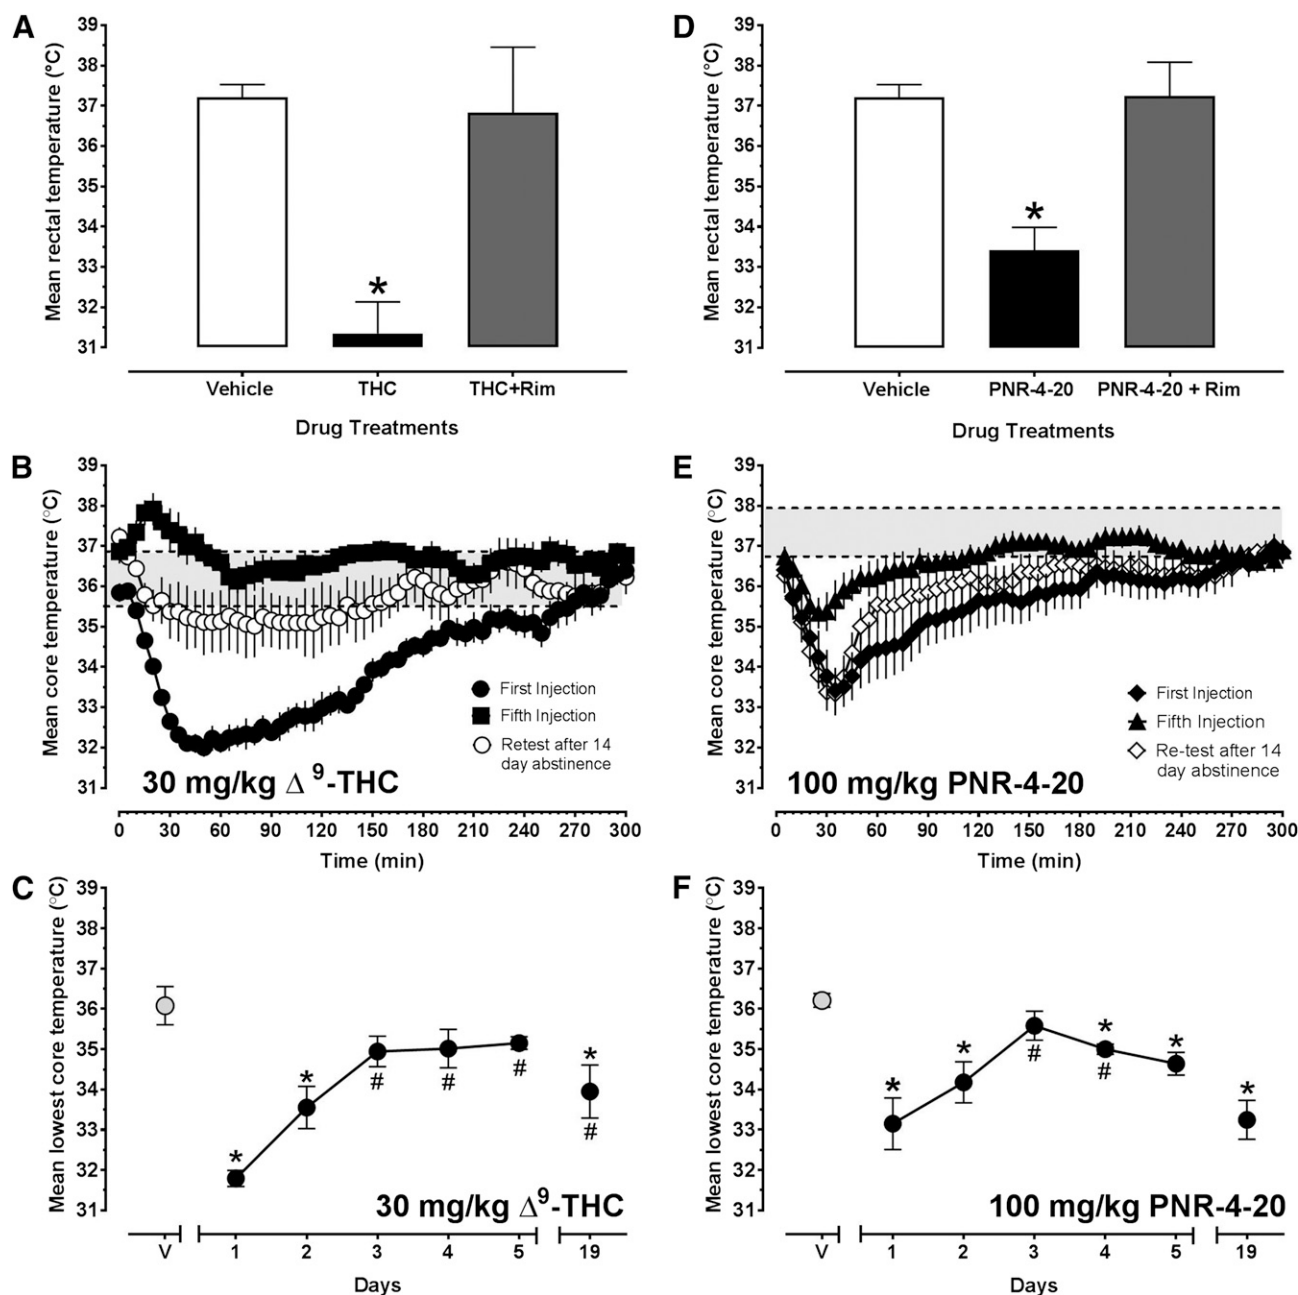 A
Mean rectal temperature (°C)
39
38
37
36
35
34
33
32
31
*
Vehicle THC THC+Rim
Drug Treatments
D
Mean rectal temperature (°C)
39
38
37
36
35
34
33
32
31
*
Vehicle PNR-4-20 PNR-4-20 + Rim
Drug Treatments
B
Mean core temperature (°C)
39
38
37
36
35
34
33
32
31
First Injection
Fifth Injection
Retest after 14
day abstinence
30 mg/kg Δ⁹-THC
0 30 60 90 120 150 180 210 240 270 300
Time (min)
E
Mean core temperature (°C)
39
38
37
36
35
34
33
32
31
First Injection
Fifth Injection
Re-test after 14
day abstinence
100 mg/kg PNR-4-20
0 30 60 90 120 150 180 210 240 270 300
Time (min)
C
Mean lowest core temperature (°C)
39
38
37
36
35
34
33
32
31
* * *
# # # #
30 mg/kg Δ⁹-THC
V 1 2 3 4 5 19
Days
F
Mean lowest core temperature (°C)
39
38
37
36
35
34
33
32
31
* * * * *
# #
100 mg/kg PNR-4-20
V 1 2 3 4 5 19
Days